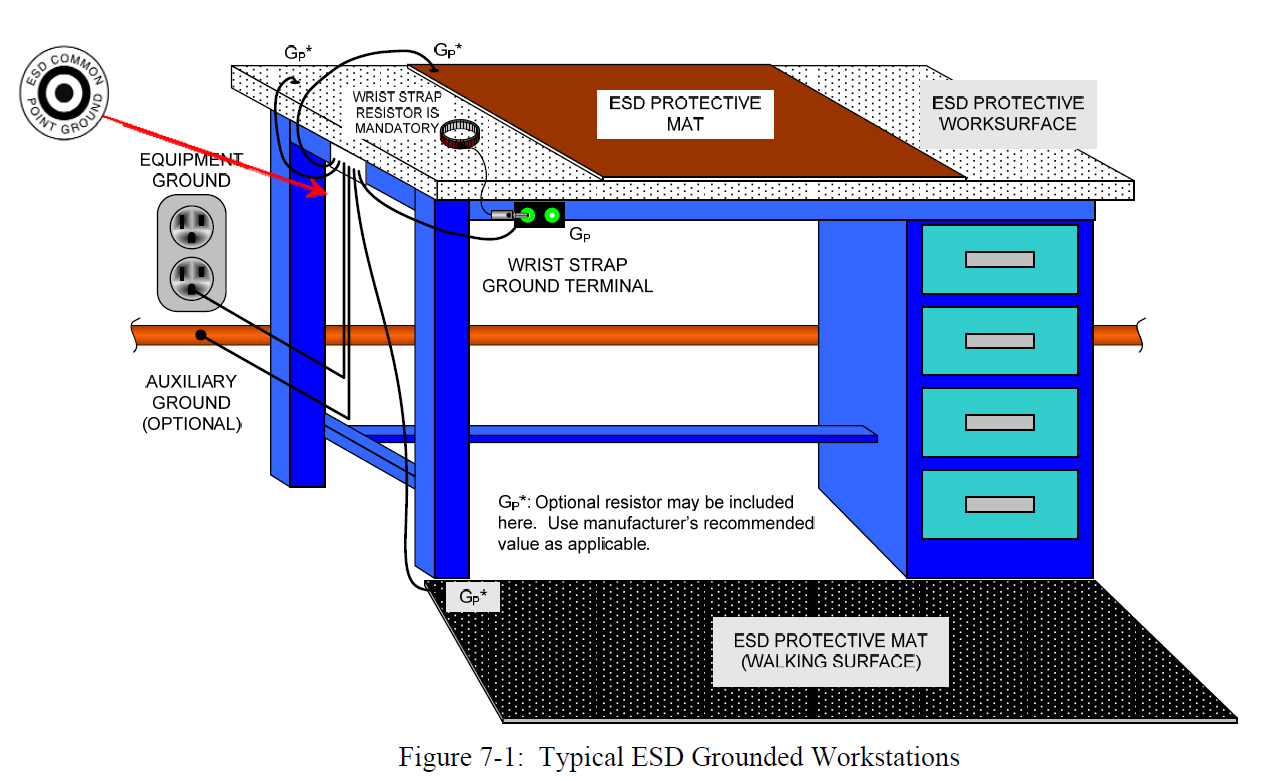 ESD COMMON
POINT GROUND
GP*
GP*
WRIST STRAP
RESISTOR IS
MANDATORY
ESD PROTECTIVE
MAT
ESD PROTECTIVE
WORKSURFACE
EQUIPMENT
GROUND
GP
WRIST STRAP
GROUND TERMINAL
AUXILIARY
GROUND
(OPTIONAL)
GP*: Optional resistor may be included
here. Use manufacturer's recommended
value as applicable.
GP*
ESD PROTECTIVE MAT
(WALKING SURFACE)
Figure 7-1: Typical ESD Grounded Workstations